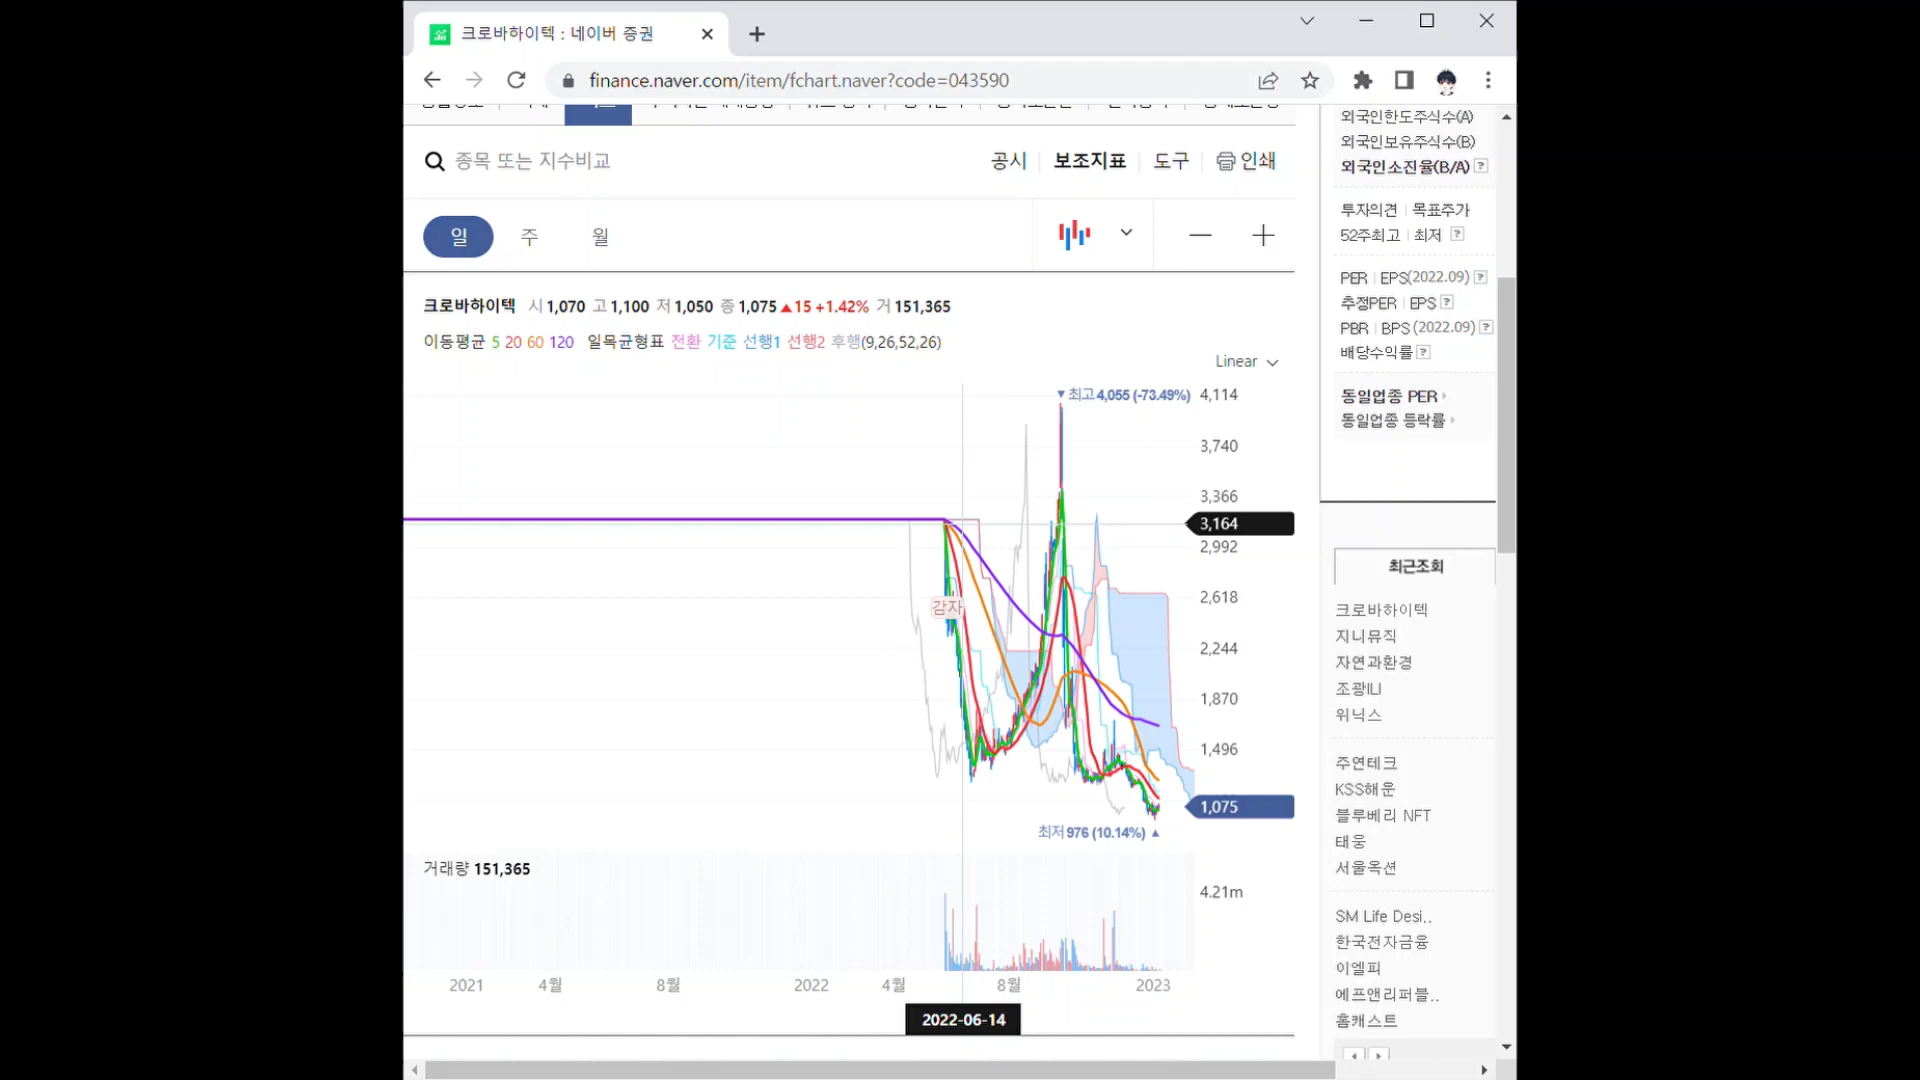 크로바하이텍 : 네이버 증권
finance.naver.com/item/fchart.naver?code=043590
종목 또는 지수비교
공시 보조지표 도구 인쇄
일 주 월
크로바하이텍 시 1,070 고 1,100 저 1,050 종 1,075 ▲15 +1.42% 거 151,365
이동평균 5 20 60 120 일목균형표 전환 기준 선행1 선행2 후행(9,26,52,26)
Linear
▼최고 4,055 (-73.49%)
4,114
3,740
3,366
3,164
2,992
2,618
감자
2,244
1,870
1,496
1,075
최저 976 (10.14%) ▲
거래량 151,365
4.21m
2021 4월 8월 2022 4월 8월 2023
2022-06-14
외국인한도주식수(A)
외국인보유주식수(B)
외국인소진율(B/A) ?
투자의견 | 목표주가
52주최고 | 최저 ?
PER | EPS(2022.09) ?
추정PER | EPS ?
PBR | BPS (2022.09) ?
배당수익률 ?
동일업종 PER
동일업종 등락률
최근조회
크로바하이텍
지니뮤직
자연과환경
조광ILI
위닉스
주연테크
KSS해운
블루베리 NFT
태웅
서울옥션
SM Life Desi..
한국전자금융
이엘피
에프앤리퍼블..
홈캐스트